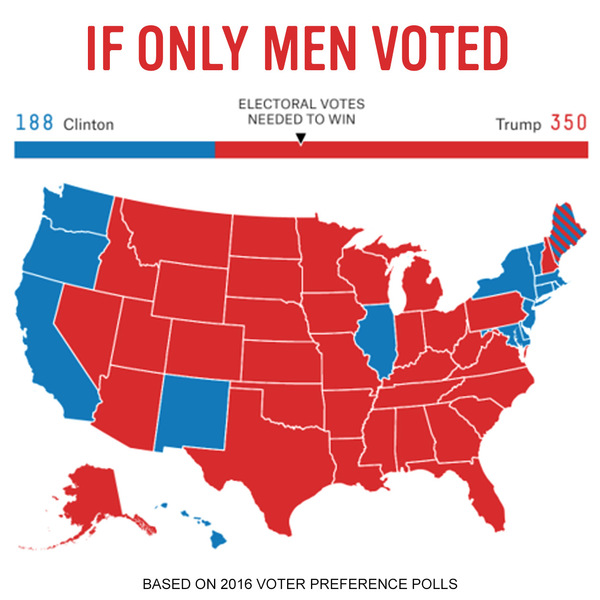 IF ONLY MEN VOTED
ELECTORAL VOTES
NEEDED TO WIN
188 Clinton
Trump 350
BASED ON 2016 VOTER PREFERENCE POLLS